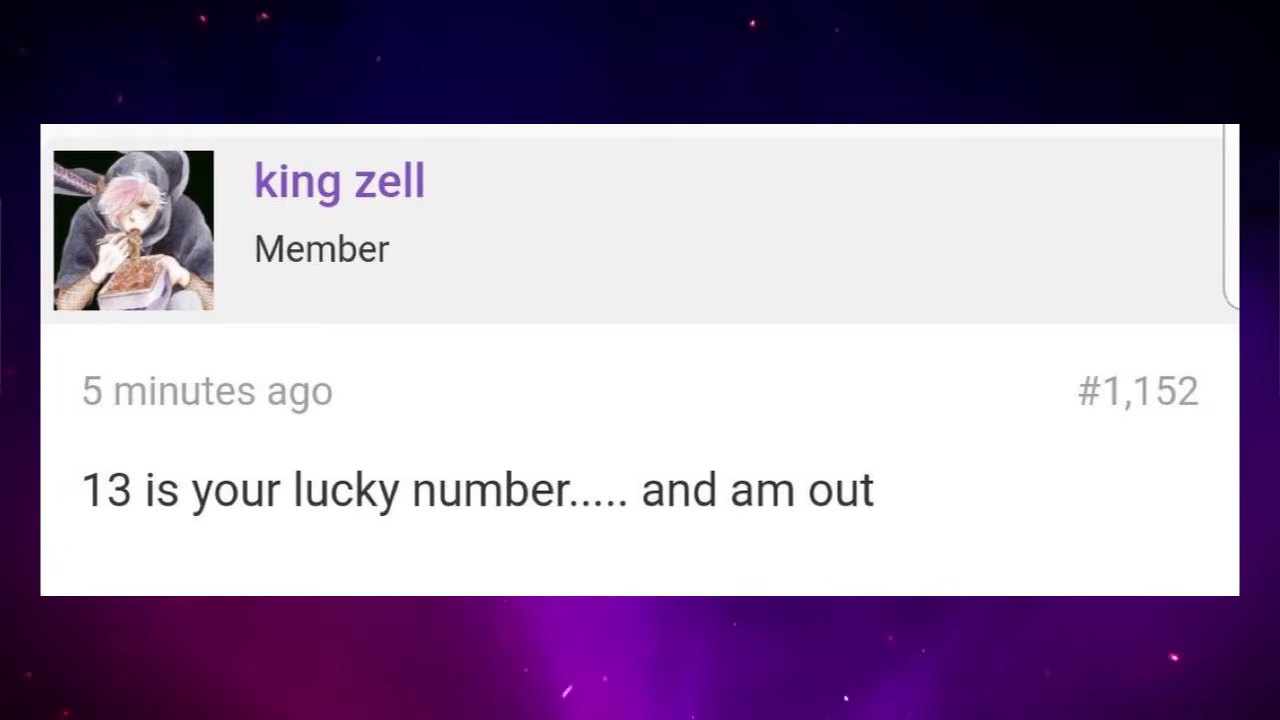 king zell
Member
5 minutes ago #1,152
13 is your lucky number..... and am out